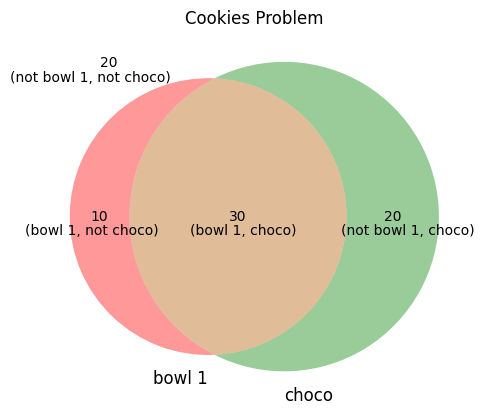 Cookies Problem
20
(not bowl 1, not choco)
10
(bowl 1, not choco)
30
(bowl 1, choco)
20
(not bowl 1, choco)
bowl 1
choco